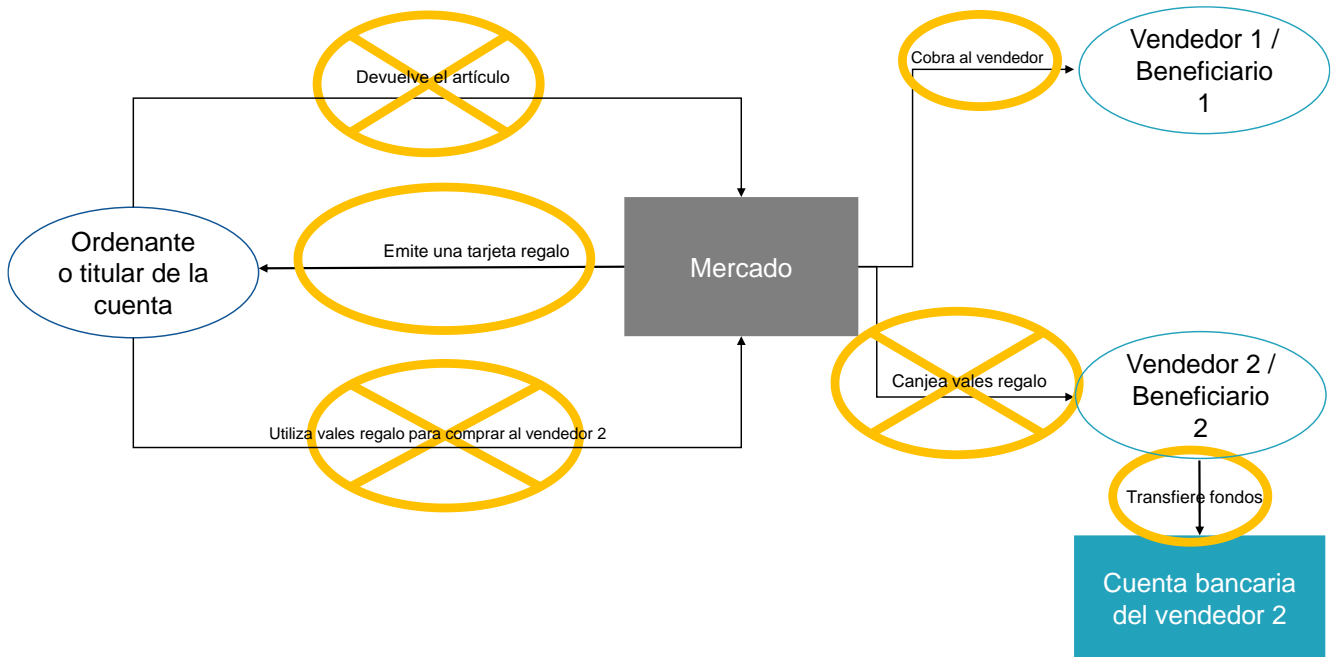 Devuelve el artículo
Cobra al vendedor
Vendedor 1 /
Beneficiario
1
Ordenante
o titular de la
cuenta
Emite una tarjeta regalo
Mercado
Utiliza vales regalo para comprar al vendedor 2
Canjea vales regalo
Vendedor 2 /
Beneficiario
2
Transfiere fondos
Cuenta bancaria
del vendedor 2